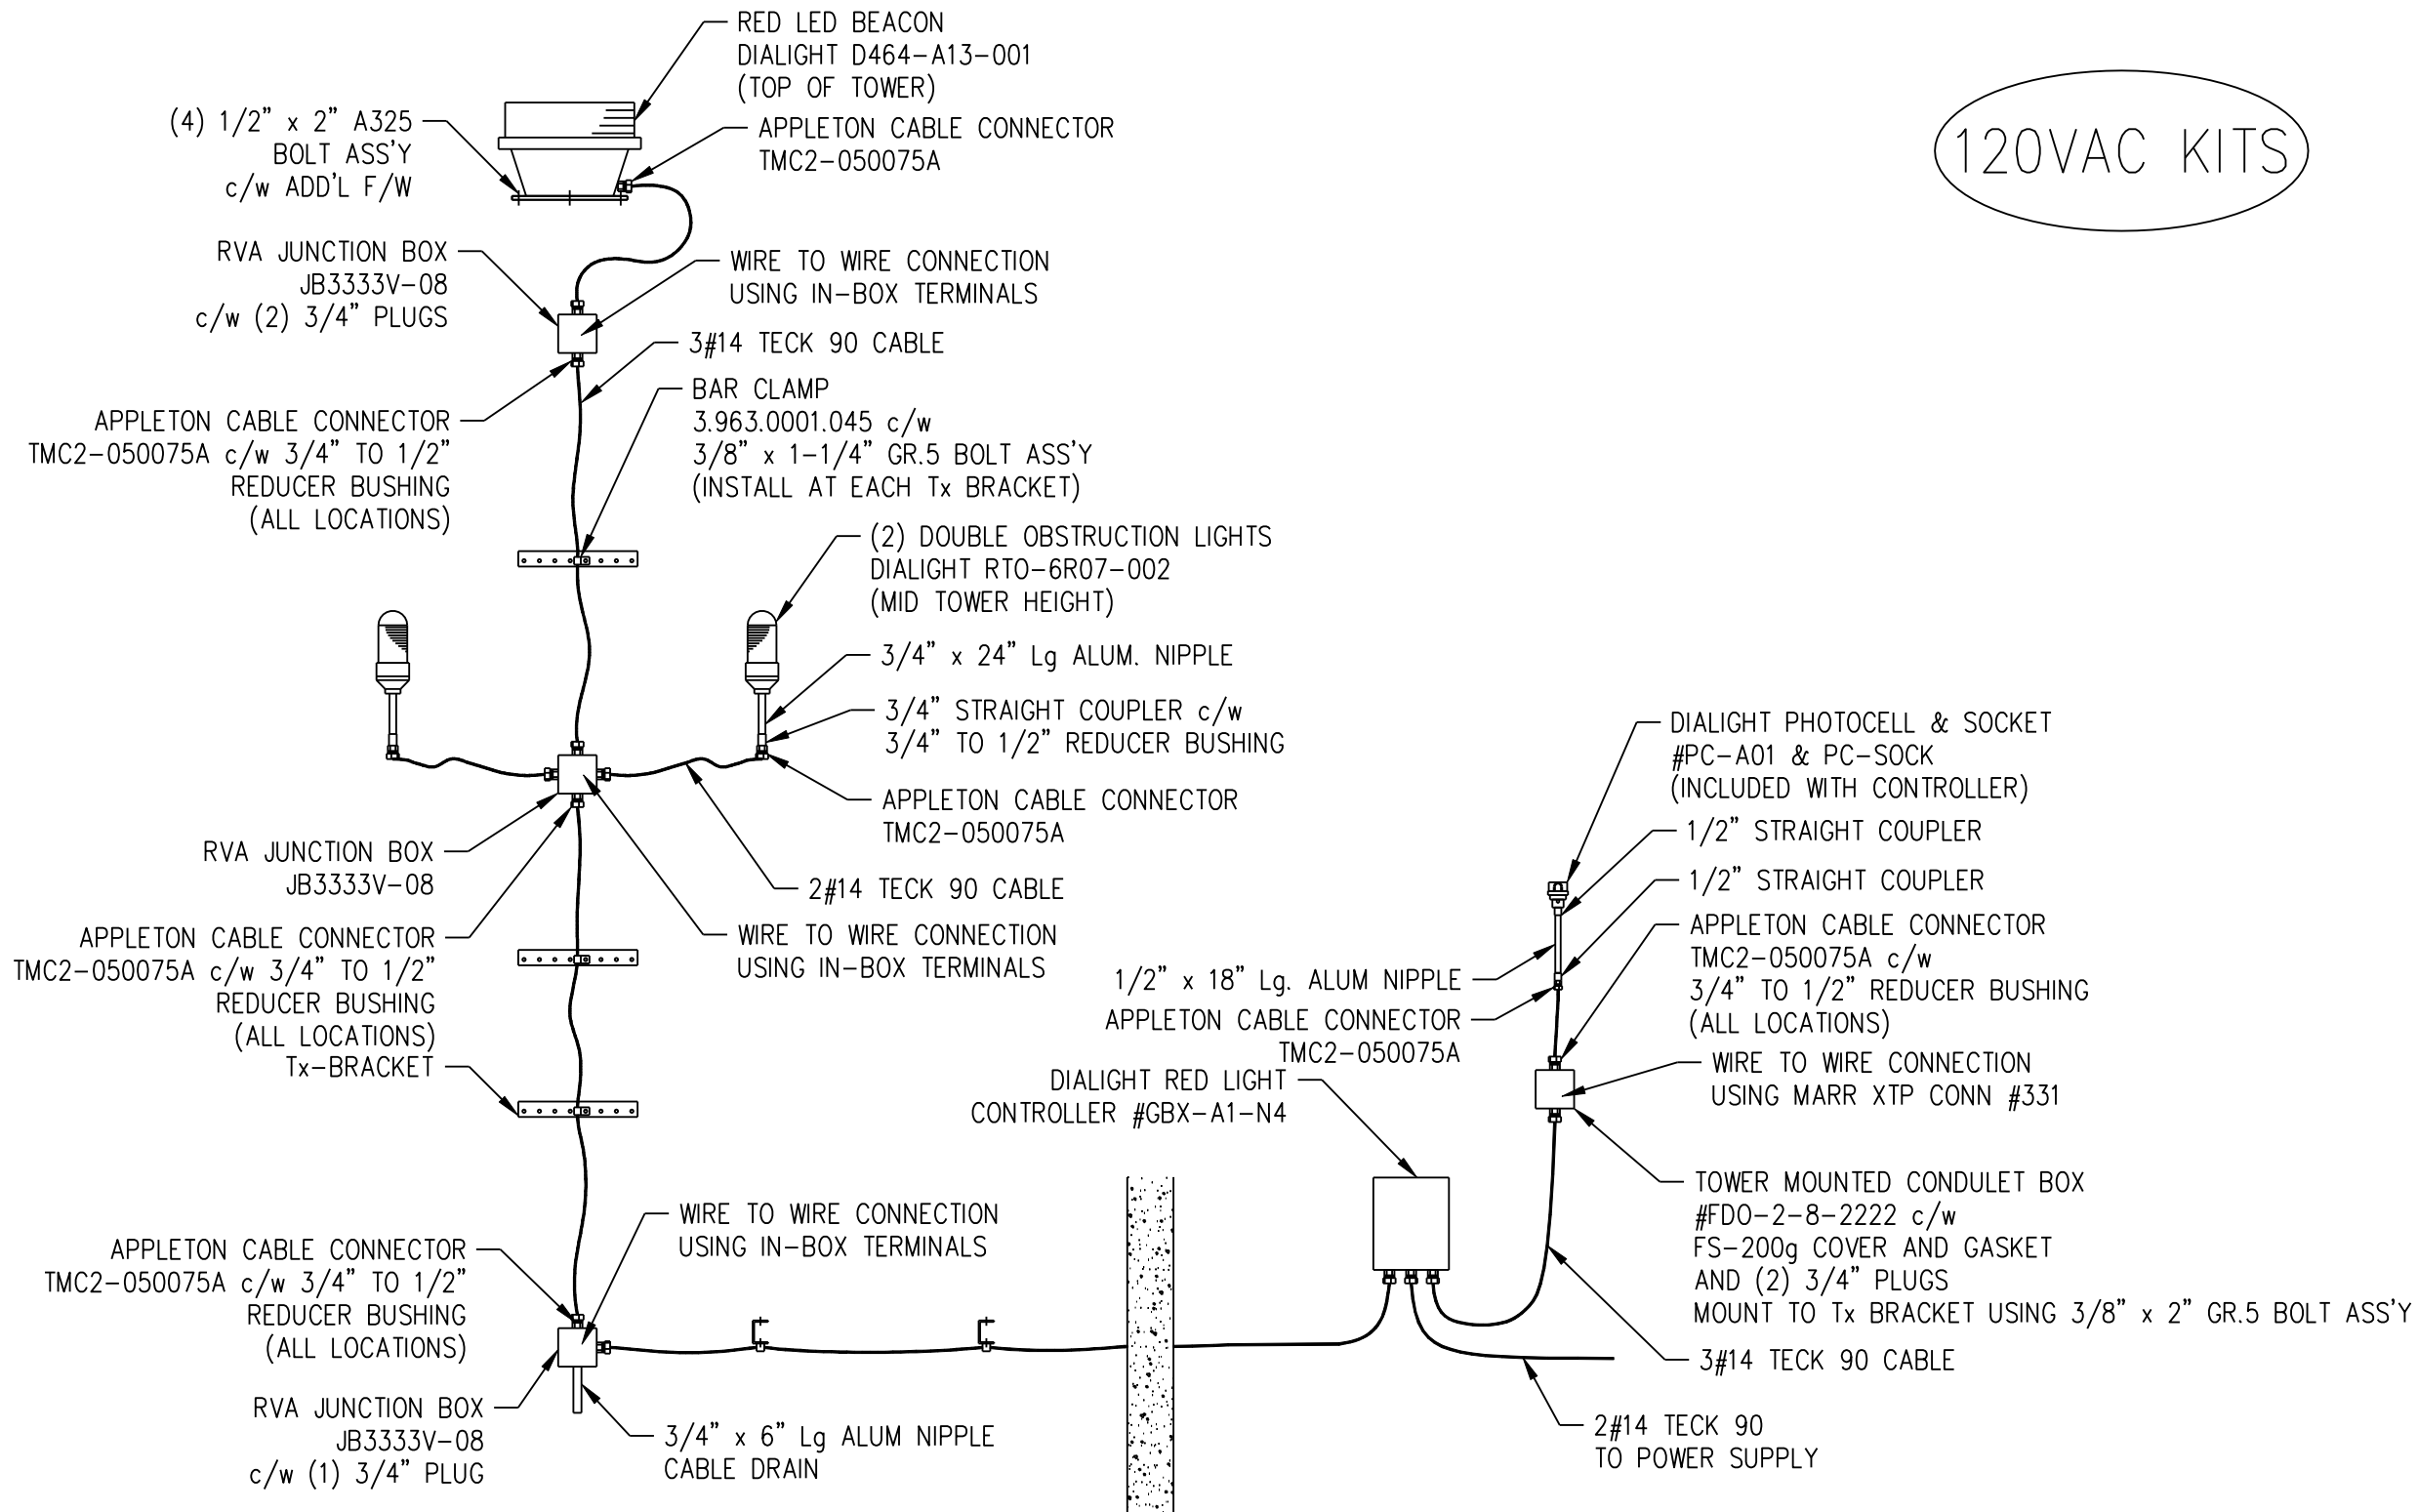 RED LED BEACON
DIALIGHT D464-A13-001
(TOP OF TOWER)
120VAC KITS
(4) 1/2" x 2" A325
BOLT ASS'Y
c/w ADD'L F/W
APPLETON CABLE CONNECTOR
TMC2-050075A
RVA JUNCTION BOX
JB3333V-08
c/w (2) 3/4" PLUGS
WIRE TO WIRE CONNECTION
USING IN-BOX TERMINALS
3#14 TECK 90 CABLE
BAR CLAMP
3.963.0001.045 c/w
3/8" x 1-1/4" GR.5 BOLT ASS'Y
(INSTALL AT EACH Tx BRACKET)
APPLETON CABLE CONNECTOR
TMC2-050075A c/w 3/4" TO 1/2"
REDUCER BUSHING
(ALL LOCATIONS)
(2) DOUBLE OBSTRUCTION LIGHTS
DIALIGHT RTO-6R07-002
(MID TOWER HEIGHT)
3/4" x 24" Lg ALUM. NIPPLE
3/4" STRAIGHT COUPLER c/w
3/4" TO 1/2" REDUCER BUSHING
APPLETON CABLE CONNECTOR
TMC2-050075A
RVA JUNCTION BOX
JB3333V-08
2#14 TECK 90 CABLE
APPLETON CABLE CONNECTOR
TMC2-050075A c/w 3/4" TO 1/2"
REDUCER BUSHING
(ALL LOCATIONS)
WIRE TO WIRE CONNECTION
USING IN-BOX TERMINALS
Tx-BRACKET
DIALIGHT PHOTOCELL & SOCKET
#PC-A01 & PC-SOCK
(INCLUDED WITH CONTROLLER)
1/2" STRAIGHT COUPLER
1/2" STRAIGHT COUPLER
APPLETON CABLE CONNECTOR
TMC2-050075A c/w
3/4" TO 1/2" REDUCER BUSHING
(ALL LOCATIONS)
1/2" x 18" Lg. ALUM NIPPLE
APPLETON CABLE CONNECTOR
TMC2-050075A
WIRE TO WIRE CONNECTION
USING MARR XTP CONN #331
DIALIGHT RED LIGHT
CONTROLLER #GBX-A1-N4
TOWER MOUNTED CONDULET BOX
#FDO-2-8-2222 c/w
FS-200g COVER AND GASKET
AND (2) 3/4" PLUGS
MOUNT TO Tx BRACKET USING 3/8" x 2" GR.5 BOLT ASS'Y
3#14 TECK 90 CABLE
2#14 TECK 90
TO POWER SUPPLY
WIRE TO WIRE CONNECTION
USING IN-BOX TERMINALS
APPLETON CABLE CONNECTOR
TMC2-050075A c/w 3/4" TO 1/2"
REDUCER BUSHING
(ALL LOCATIONS)
RVA JUNCTION BOX
JB3333V-08
c/w (1) 3/4" PLUG
3/4" x 6" Lg ALUM NIPPLE
CABLE DRAIN